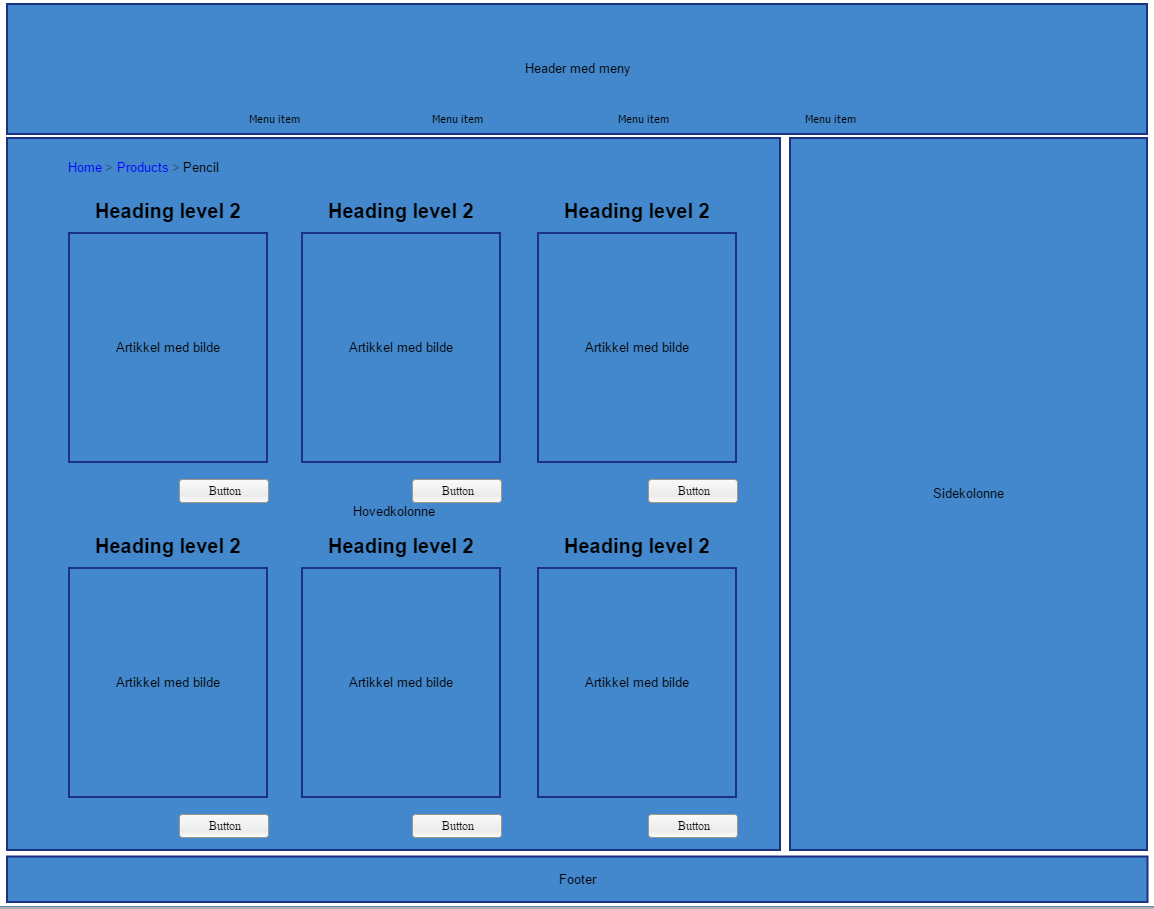 Header med meny
Menu item Menu item Menu item Menu item
Home > Products > Pencil
Heading level 2 Heading level 2 Heading level 2
Artikkel med bilde Artikkel med bilde Artikkel med bilde
Button Button Button
Sidekolonne
Hovedkolonne
Heading level 2 Heading level 2 Heading level 2
Artikkel med bilde Artikkel med bilde Artikkel med bilde
Button Button Button
Footer